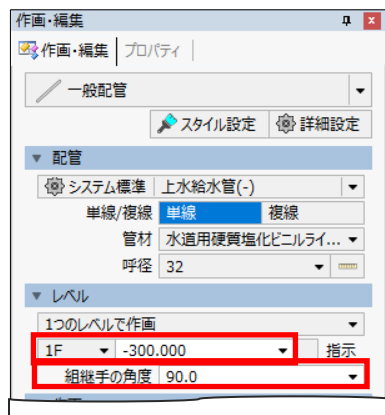 作画・編集
作画・編集 プロパティ
一般配管
スタイル設定 詳細設定
配管
システム標準 上水給水管(-)
単線/複線 単線 複線
管材 水道用硬質塩化ビニルライ...
呼径 32
レベル
1つのレベルで作画
1F -300.000 指示
組継手の角度 90.0